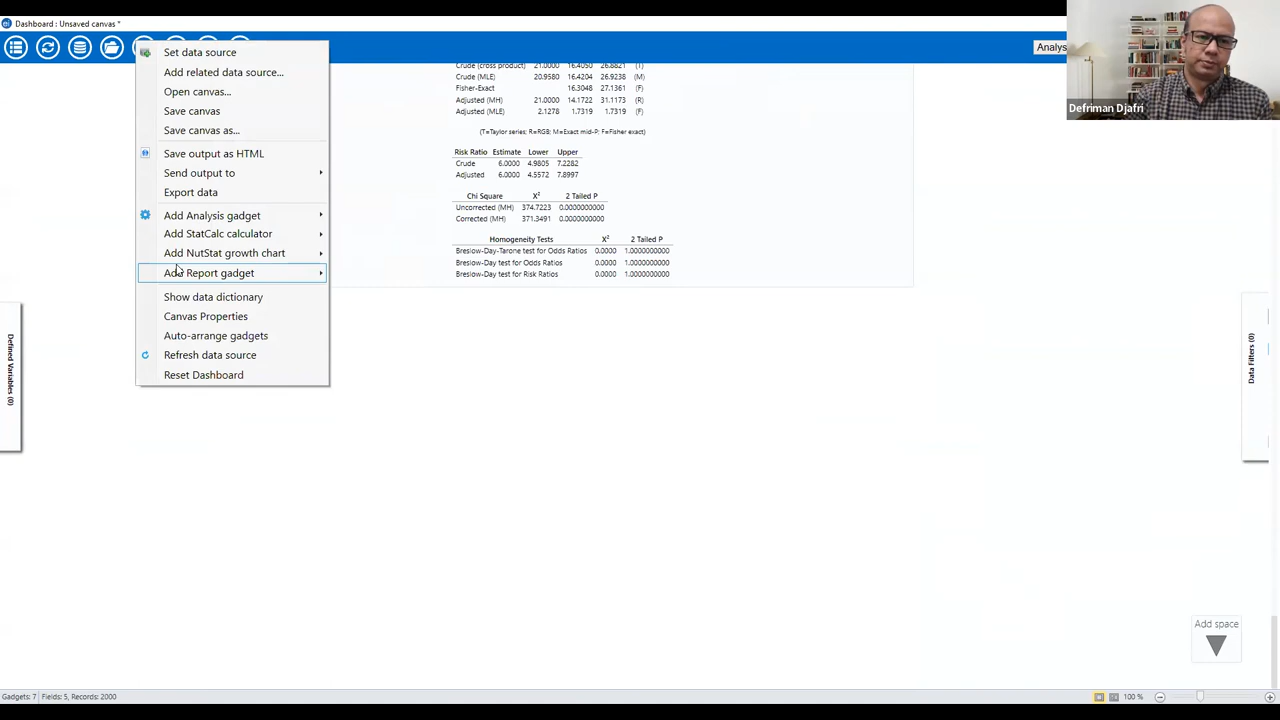 Dashboard : Unsaved canvas *
Analys
Defriman Djafri
Set data source
Add related data source...
Open canvas...
Save canvas
Save canvas as...
Save output as HTML
Send output to
Export data
Add Analysis gadget
Add StatCalc calculator
Add NutStat growth chart
Add Report gadget
Show data dictionary
Canvas Properties
Auto-arrange gadgets
Refresh data source
Reset Dashboard
Crude (cross product) 21.0000 16.4050 26.8821 (T)
Crude (MLE) 20.9580 16.4204 26.9238 (M)
Fisher-Exact 16.3048 27.1361 (F)
Adjusted (MH) 21.0000 14.1722 31.1173 (R)
Adjusted (MLE) 2.1278 1.7319 1.7319 (F)
(T=Taylor series; R=RGB; M=Exact mid-P; F=Fisher exact)
Risk Ratio Estimate Lower Upper
Crude 6.0000 4.9805 7.2282
Adjusted 6.0000 4.5572 7.8997
Chi Square X² 2 Tailed P
Uncorrected (MH) 374.7223 0.0000000000
Corrected (MH) 371.3491 0.0000000000
Homogeneity Tests X² 2 Tailed P
Breslow-Day-Tarone test for Odds Ratios 0.0000 1.0000000000
Breslow-Day test for Odds Ratios 0.0000 1.0000000000
Breslow-Day test for Risk Ratios 0.0000 1.0000000000
Defined Variables (0)
Data Filters (0)
Add space
Gadgets: 7 Fields: 5, Records: 2000
100 %